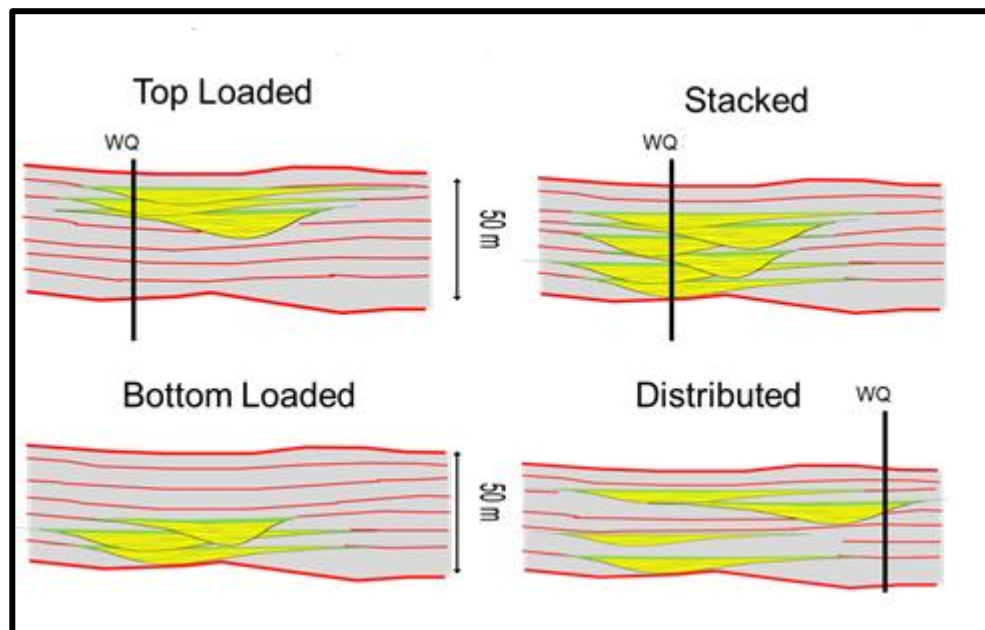 Top Loaded
WQ
50 m
Stacked
WQ
Bottom Loaded
50 m
Distributed
WQ